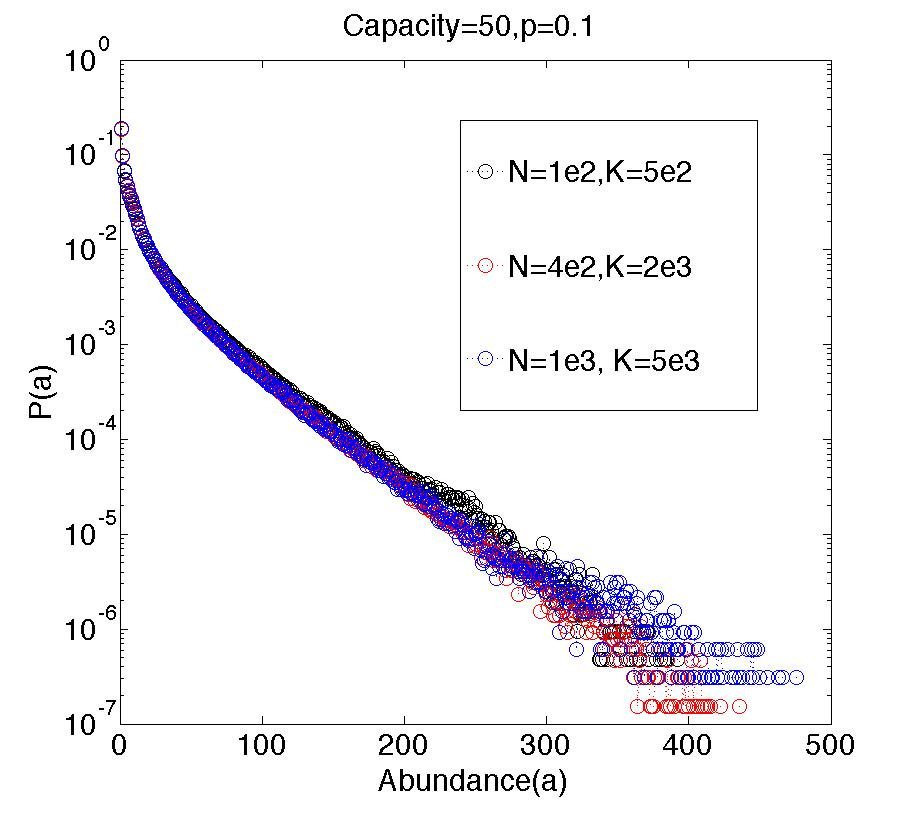 Capacity=50,p=0.1
10^0
10^-1
10^-2
10^-3
10^-4
10^-5
10^-6
10^-7
P(a)
N=1e2,K=5e2
N=4e2,K=2e3
N=1e3, K=5e3
0 100 200 300 400 500
Abundance(a)